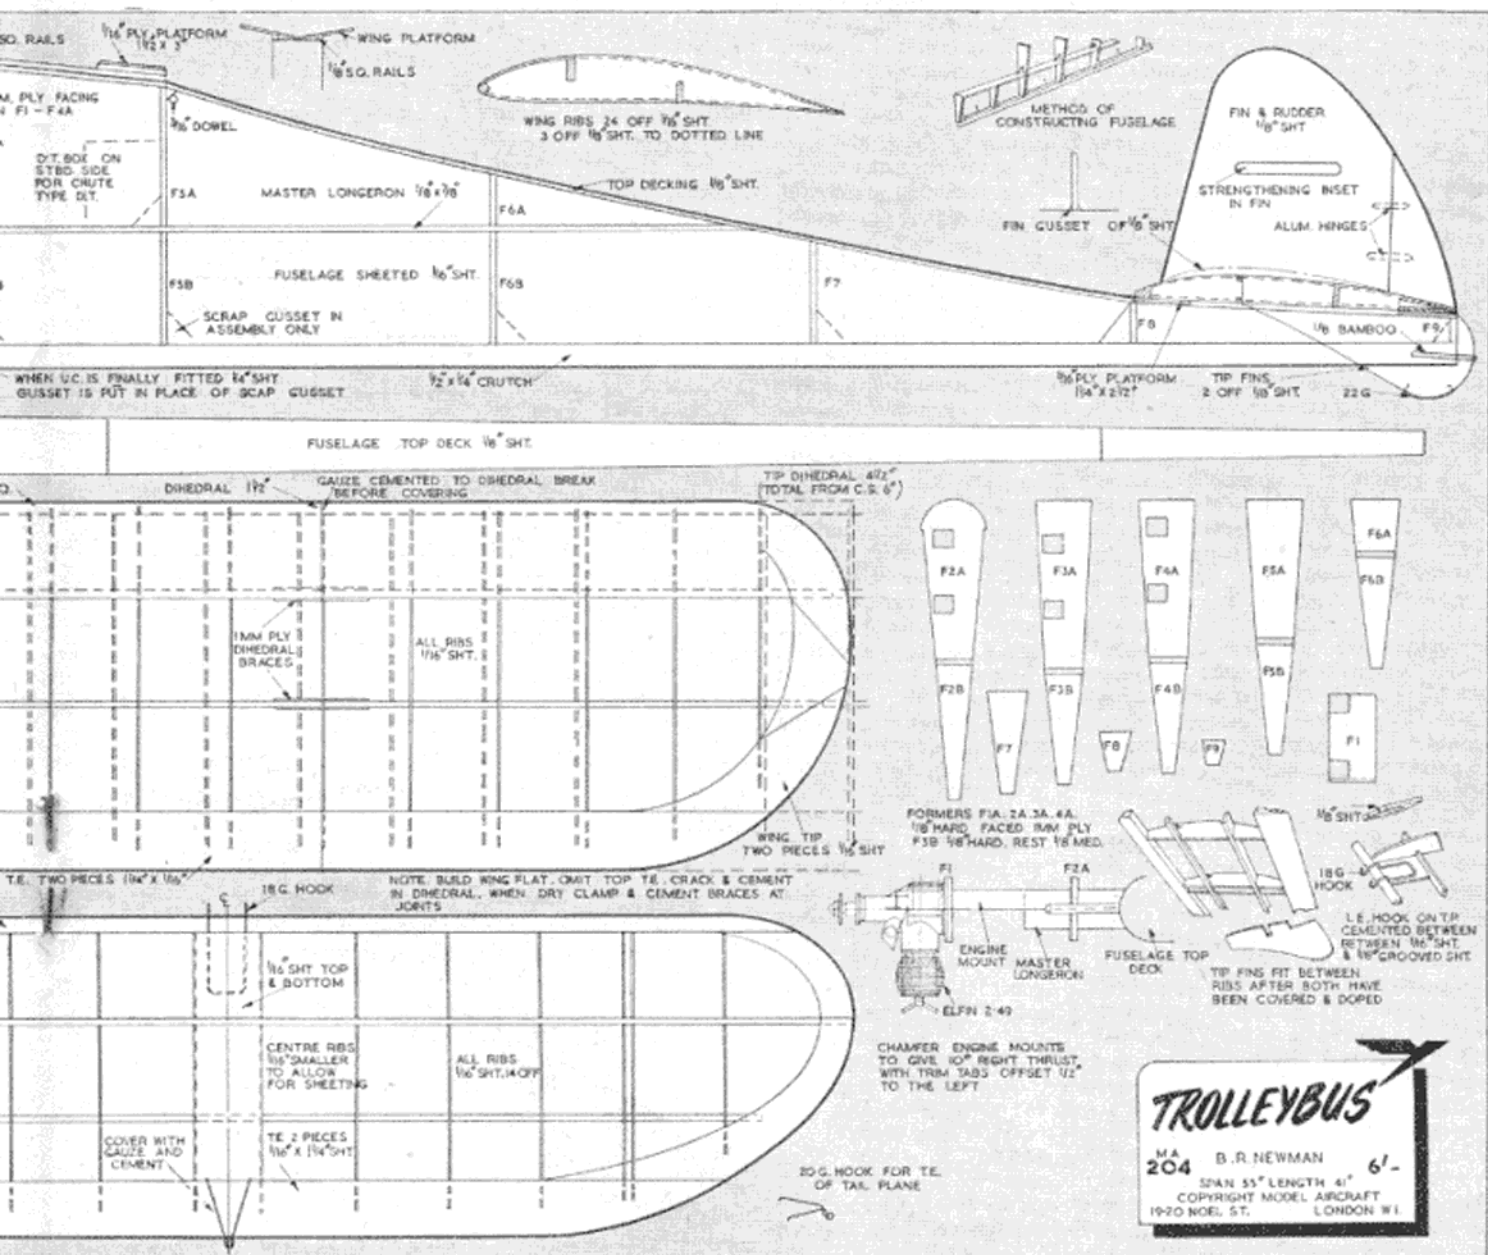 SQ. RAILS
1/16" PLY PLATFORM
1 1/2 X 3"
WING PLATFORM
1/8 SQ. RAILS
M. PLY FACING
N F1 - F4A
3/16" DOWEL
D.T. BOX ON
STBD SIDE
FOR CHUTE
TYPE D.T.
F5A
MASTER LONGERON 1/8" x 3/8"
WING RIBS 26 OFF 1/16" SHT.
3 OFF 1/8" SHT. TO DOTTED LINE
METHOD OF
CONSTRUCTING FUSELAGE
FIN & RUDDER
1/8" SHT
STRENGTHENING INSET
IN FIN
ALUM. HINGES
FIN GUSSET OF 1/8" SHT
TOP DECKING 1/8" SHT.
F6A
F5B
FUSELAGE SHEETED 1/16" SHT.
F6B
F7
SCRAP GUSSET IN
ASSEMBLY ONLY
F8
1/8 BAMBOO
F9
WHEN U.C. IS FINALLY FITTED 1/4" SHT
GUSSET IS PUT IN PLACE OF SCAP GUSSET
1/2" x 1/4" CRUTCH
1/16" PLY PLATFORM
1 1/4" X 2 1/2"
TIP FINS
2 OFF 1/8" SHT.
22G
FUSELAGE TOP DECK 1/8" SHT.
DIHEDRAL 1 1/2"
GAUZE CEMENTED TO DIHEDRAL BREAK
BEFORE COVERING
TIP DIHEDRAL 4 1/2"
(TOTAL FROM C.S. 6")
1MM PLY
DIHEDRAL
BRACES
ALL RIBS
1/16" SHT.
F2A
F3A
F4A
F5A
F6A
F6B
F2B
F3B
F4B
F5B
F7
F8
F9
F1
WING TIP
TWO PIECES 1/16" SHT
T.E. TWO PIECES 1 1/4" X 1/16"
18G. HOOK
NOTE. BUILD WING FLAT, OMIT TOP T.E., CRACK & CEMENT
IN DIHEDRAL, WHEN DRY CLAMP & CEMENT BRACES AT
JOINTS
FORMERS F1A. 2A. 3A. 4A.
1/8" HARD FACED 1MM PLY
F5B 1/8" HARD. REST 1/8 MED.
F1
F2A
ENGINE
MOUNT
MASTER
LONGERON
FUSELAGE TOP
DECK
ELFIN 2·49
1/8" SHT
18G
HOOK
L.E. HOOK ON T.P.
CEMENTED BETWEEN
BETWEEN 1/16" SHT.
& 1/8" GROOVED SHT.
TIP FINS FIT BETWEEN
RIBS AFTER BOTH HAVE
BEEN COVERED & DOPED
1/16 SHT TOP
& BOTTOM
CENTRE RIBS
1/16" SMALLER
TO ALLOW
FOR SHEETING
ALL RIBS
1/16" SHT. 14 OFF
CHAMFER ENGINE MOUNTS
TO GIVE 10° RIGHT THRUST,
WITH TRIM TABS OFFSET 1/2"
TO THE LEFT
COVER WITH
GAUZE AND
CEMENT
T.E. 2 PIECES
1/16" X 1 1/4" SHT
20 G. HOOK FOR T.E.
OF TAIL PLANE
TROLLEYBUS
MA
204
B. R. NEWMAN
6/-
SPAN 55" LENGTH 41"
COPYRIGHT MODEL AIRCRAFT
19-20 NOEL ST. LONDON W1.